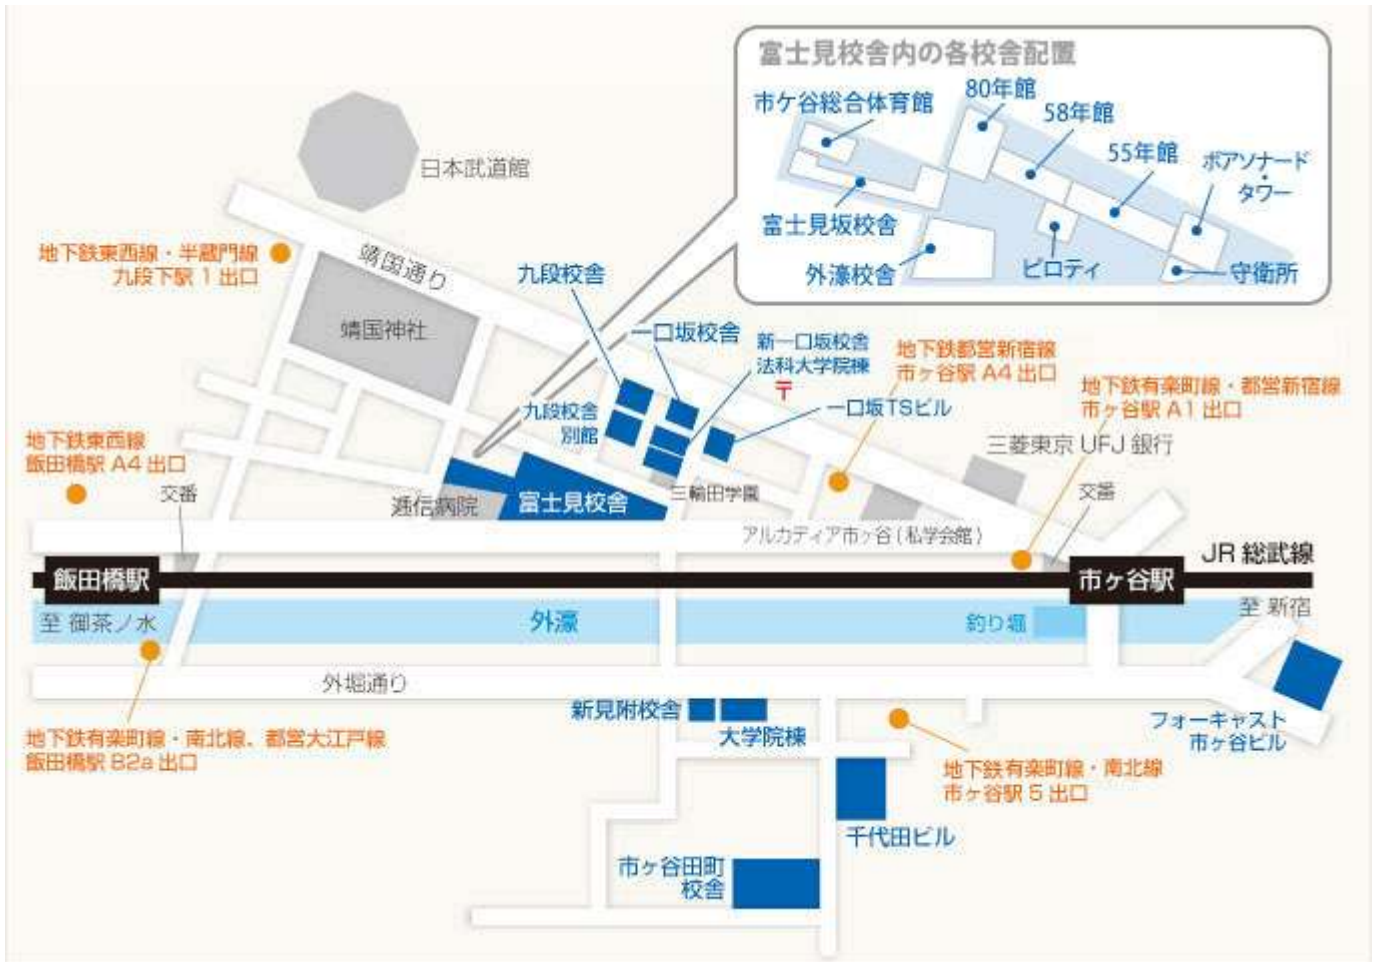 富士見校舎内の各校舎配置
市ケ谷総合体育館
80年館
58年館
55年館
ボアソナード
・
タワー
富士見坂校舎
外濠校舎
ピロティ
守衛所
日本武道館
地下鉄東西線・半蔵門線
九段下駅 1 出口
靖国通り
靖国神社
九段校舎
一口坂校舎
新一口坂校舎
法科大学院棟
〒
地下鉄都営新宿線
市ヶ谷駅 A4 出口
地下鉄有楽町線・都営新宿線
市ヶ谷駅 A1 出口
九段校舎
別館
一口坂TSビル
三菱東京 UFJ 銀行
地下鉄東西線
飯田橋駅 A4 出口
交番
逓信病院
富士見校舎
三輪田学園
交番
アルカディア市ヶ谷 ( 私学会館 )
JR 総武線
飯田橋駅
市ヶ谷駅
至 御茶ノ水
外濠
釣り堀
至 新宿
外堀通り
新見附校舎
大学院棟
フォーキャスト
市ヶ谷ビル
地下鉄有楽町線・南北線、都営大江戸線
飯田橋駅 B2a 出口
地下鉄有楽町線・南北線
市ヶ谷駅 5 出口
千代田ビル
市ヶ谷田町
校舎